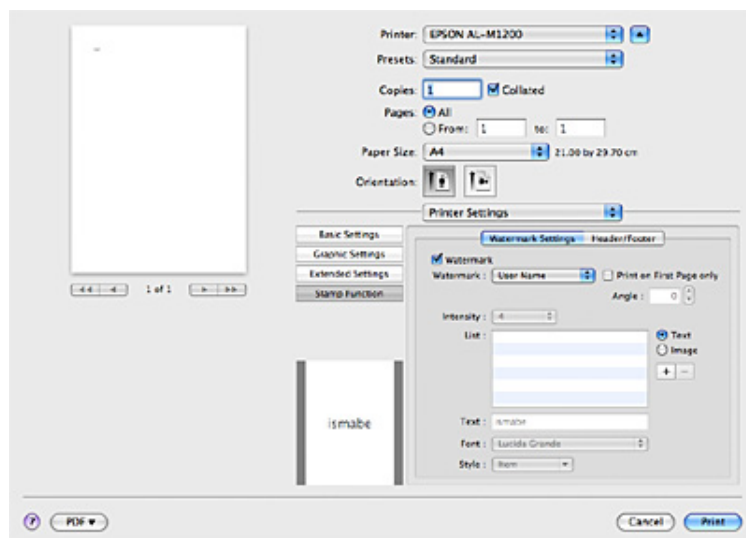 Printer: EPSON AL-M1200
Presets: Standard
Copies: 1 Collated
Pages: All
From: 1 to: 1
Paper Size: A4 21.00 by 29.70 cm
Orientation:
Printer Settings
1 of 1
Basic Settings
Graphic Settings
Extended Settings
Stamp Function
Watermark Settings Header/Footer
Watermark
Watermark : User Name Print on First Page only
Angle : 0
Intensity : 4
List : Text
Image
+ -
ismabe
Text : ismabe
Font : Lucida Grande
Style : Item
? PDF Cancel Print